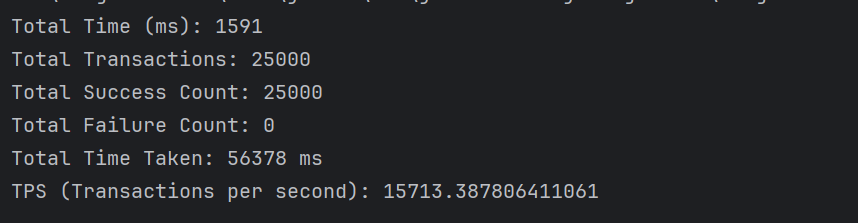 Total Time (ms): 1591
Total Transactions: 25000
Total Success Count: 25000
Total Failure Count: 0
Total Time Taken: 56378 ms
TPS (Transactions per second): 15713.387806411061